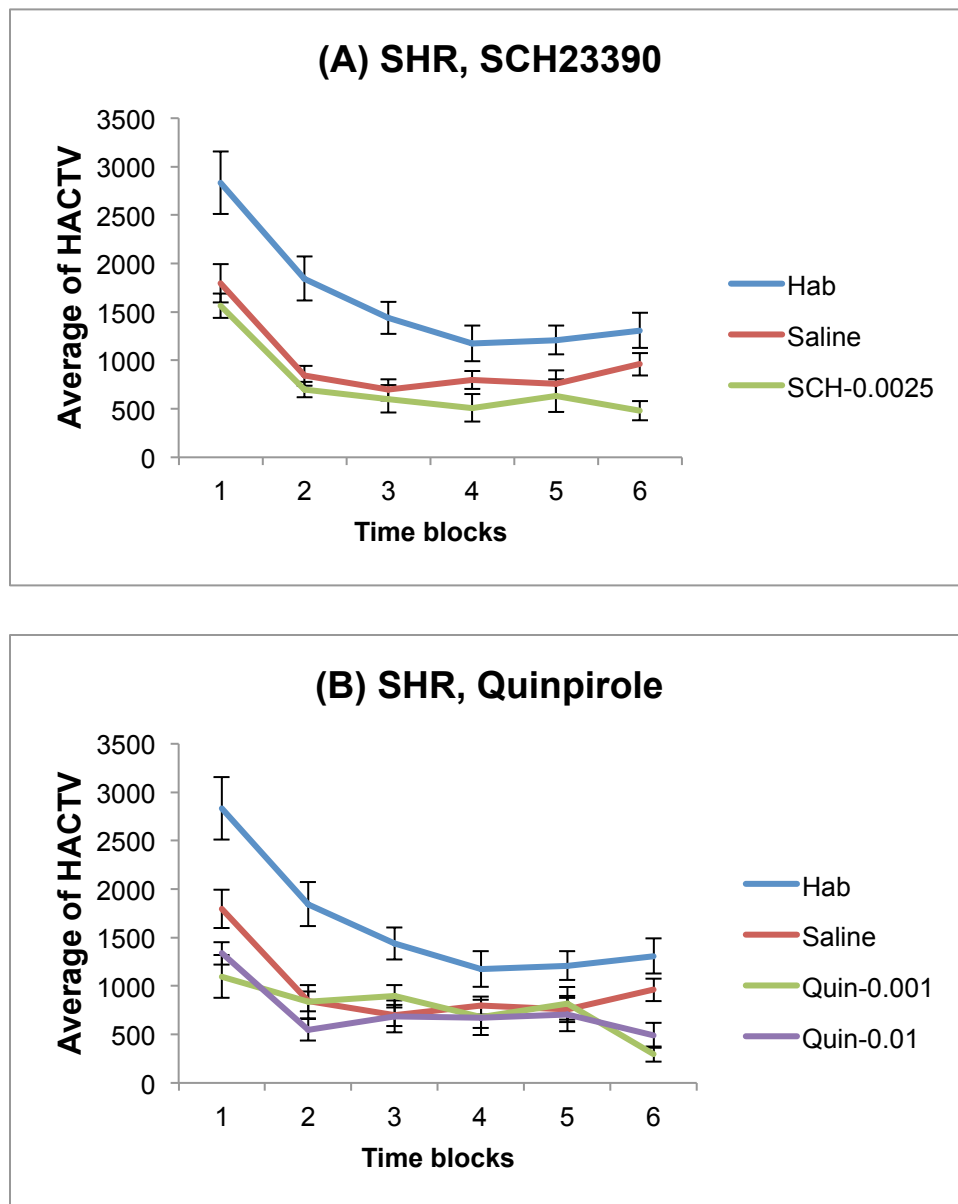 (A) SHR, SCH23390
Average of HACTV
3500
3000
2500
2000
1500
1000
500
0
1 2 3 4 5 6
Time blocks
Hab
Saline
SCH-0.0025
(B) SHR, Quinpirole
Average of HACTV
3500
3000
2500
2000
1500
1000
500
0
1 2 3 4 5 6
Time blocks
Hab
Saline
Quin-0.001
Quin-0.01